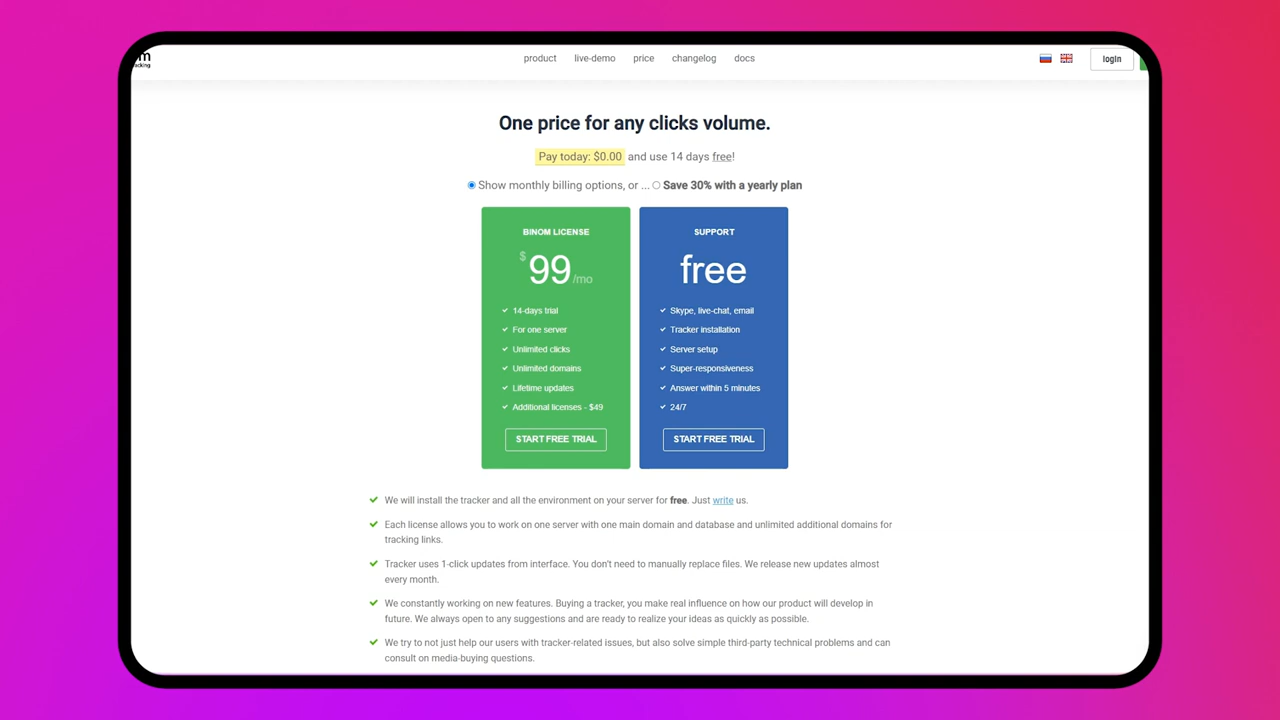 product live-demo price changelog docs login
One price for any clicks volume.
Pay today: $0.00 and use 14 days free!
Show monthly billing options, or ... Save 30% with a yearly plan
BINOM LICENSE
$99/mo
14-days trial
For one server
Unlimited clicks
Unlimited domains
Lifetime updates
Additional licenses - $49
START FREE TRIAL
SUPPORT
free
Skype, live-chat, email
Tracker installation
Server setup
Super-responsiveness
Answer within 5 minutes
24/7
START FREE TRIAL
We will install the tracker and all the environment on your server for free. Just write us.
Each license allows you to work on one server with one main domain and database and unlimited additional domains for
tracking links.
Tracker uses 1-click updates from interface. You don't need to manually replace files. We release new updates almost
every month.
We constantly working on new features. Buying a tracker, you make real influence on how our product will develop in
future. We always open to any suggestions and are ready to realize your ideas as quickly as possible.
We try to not just help our users with tracker-related issues, but also solve simple third-party technical problems and can
consult on media-buying questions.